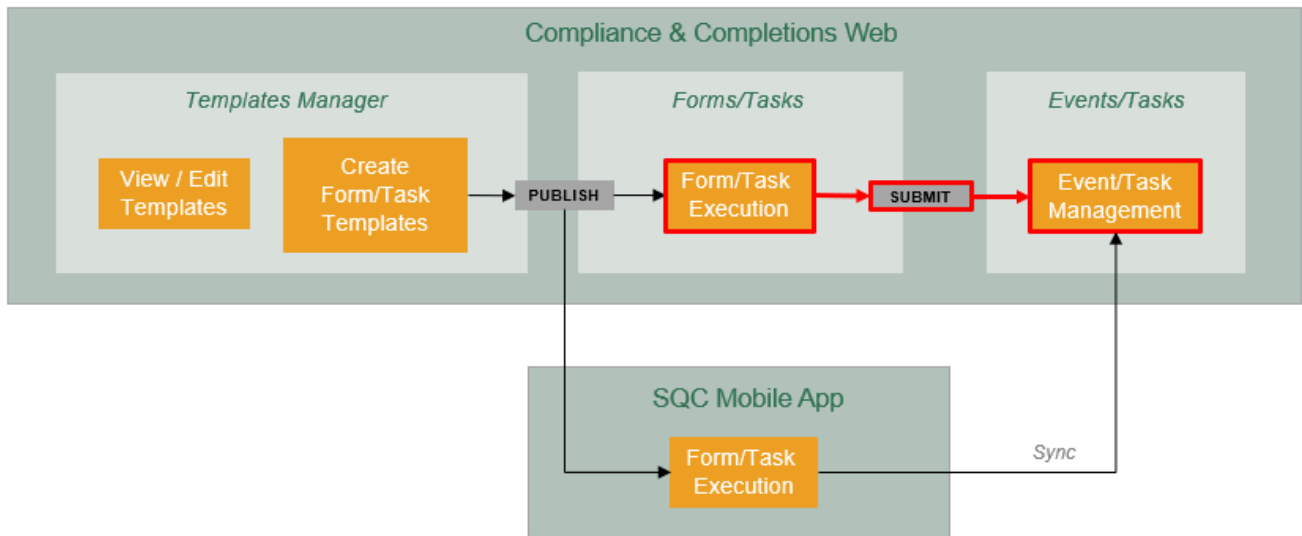 Compliance & Completions Web
Templates Manager
Forms/Tasks
Events/Tasks
View / Edit
Templates
Create
Form/Task
Templates
PUBLISH
Form/Task
Execution
SUBMIT
Event/Task
Management
SQC Mobile App
Form/Task
Execution
Sync